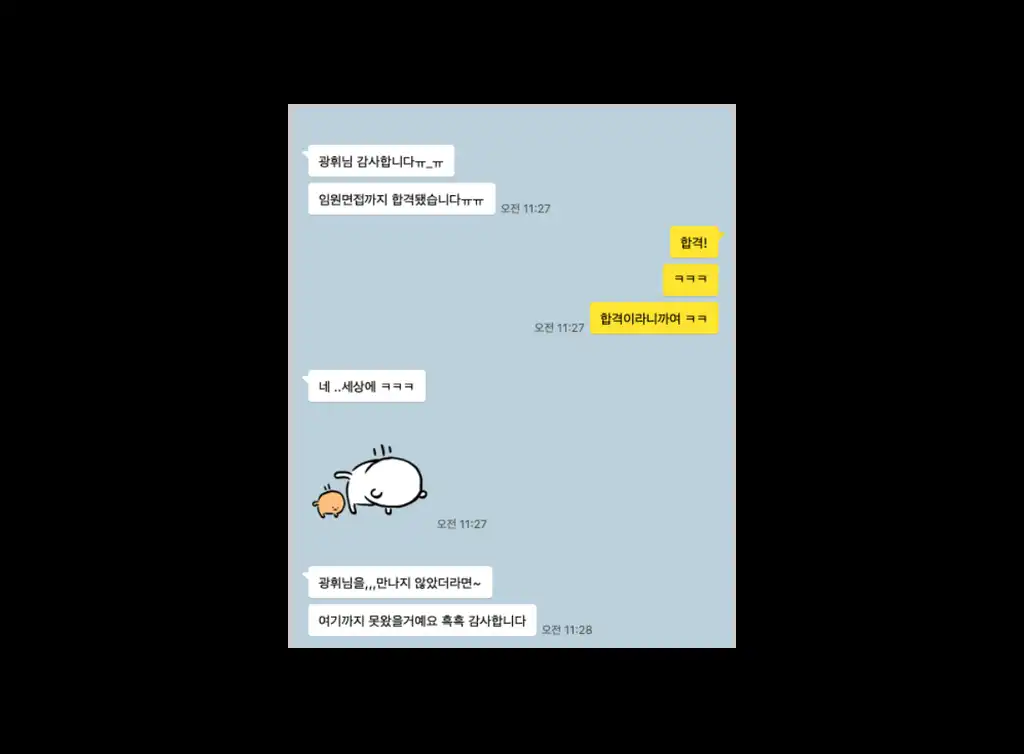 광휘님 감사합니다ㅠ_ㅠ
임원면접까지 합격됐습니다ㅠㅠ
오전 11:27
합격!
ㅋㅋㅋ
합격이라니까여 ㅋㅋ
오전 11:27
네 ..세상에 ㅋㅋㅋ
오전 11:27
광휘님을,,,만나지 않았더라면~
여기까지 못왔을거예요 흑흑 감사합니다
오전 11:28